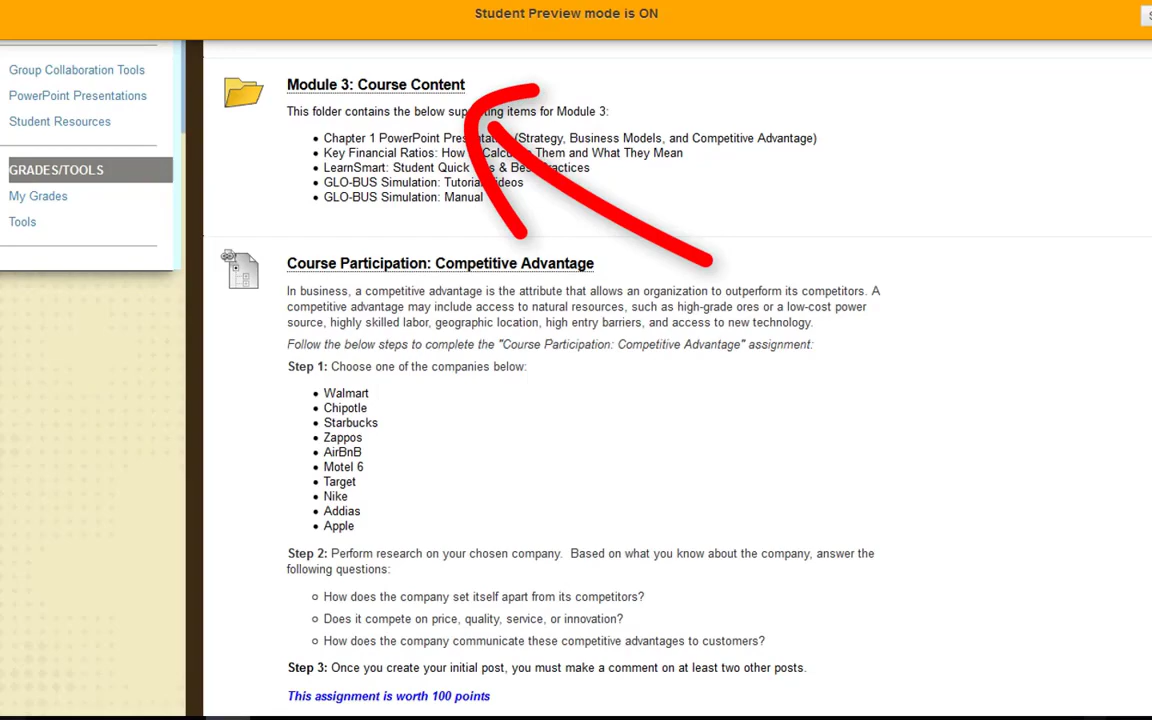 Student Preview mode is ON
S
Group Collaboration Tools
PowerPoint Presentations
Student Resources
GRADES/TOOLS
My Grades
Tools
Module 3: Course Content
This folder contains the below supporting items for Module 3:
Chapter 1 PowerPoint Presentation (Strategy, Business Models, and Competitive Advantage)
Key Financial Ratios: How to Calculate Them and What They Mean
LearnSmart: Student Quick Tips & Best Practices
GLO-BUS Simulation: Tutorial Videos
GLO-BUS Simulation: Manual
Course Participation: Competitive Advantage
In business, a competitive advantage is the attribute that allows an organization to outperform its competitors. A
competitive advantage may include access to natural resources, such as high-grade ores or a low-cost power
source, highly skilled labor, geographic location, high entry barriers, and access to new technology.
Follow the below steps to complete the "Course Participation: Competitive Advantage" assignment:
Step 1: Choose one of the companies below:
Walmart
Chipotle
Starbucks
Zappos
AirBnB
Motel 6
Target
Nike
Addias
Apple
Step 2: Perform research on your chosen company. Based on what you know about the company, answer the
following questions:
How does the company set itself apart from its competitors?
Does it compete on price, quality, service, or innovation?
How does the company communicate these competitive advantages to customers?
Step 3: Once you create your initial post, you must make a comment on at least two other posts.
This assignment is worth 100 points